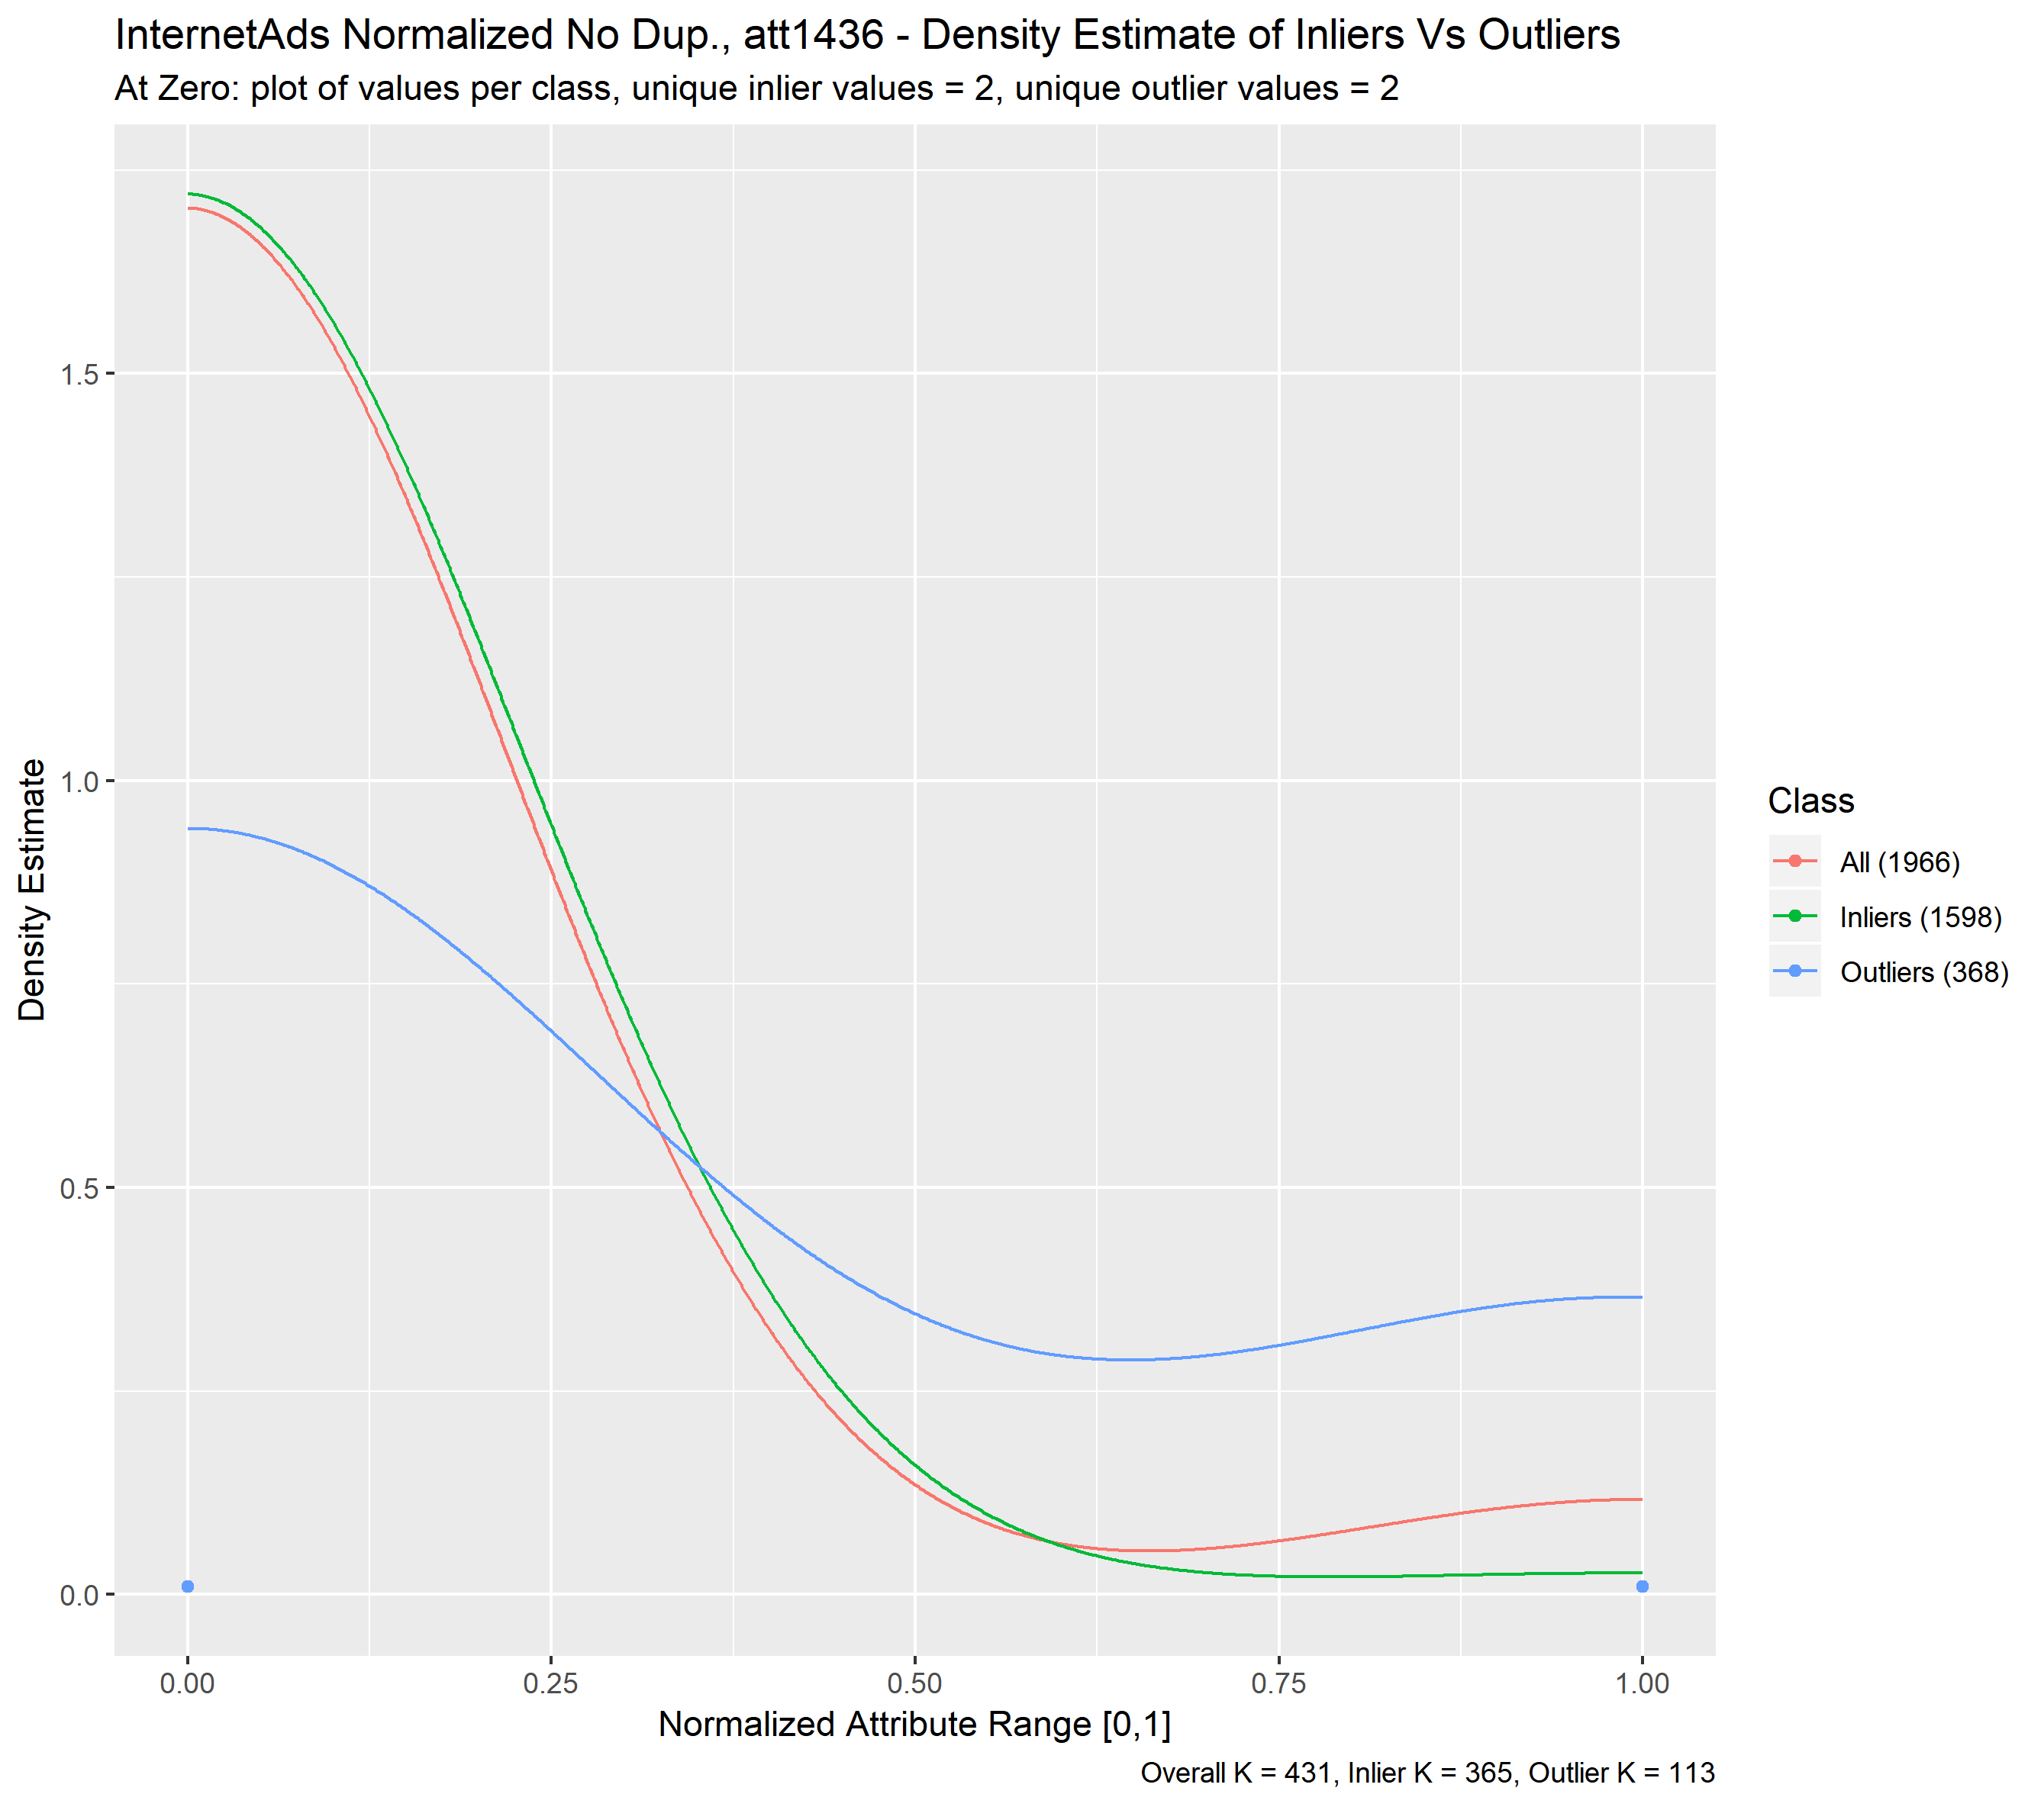 InternetAds Normalized No Dup., att1436 - Density Estimate of Inliers Vs Outliers
At Zero: plot of values per class, unique inlier values = 2, unique outlier values = 2
Density Estimate
1.5
1.0
0.5
0.0
0.00 0.25 0.50 0.75 1.00
Normalized Attribute Range [0,1]
Overall K = 431, Inlier K = 365, Outlier K = 113
Class
All (1966)
Inliers (1598)
Outliers (368)